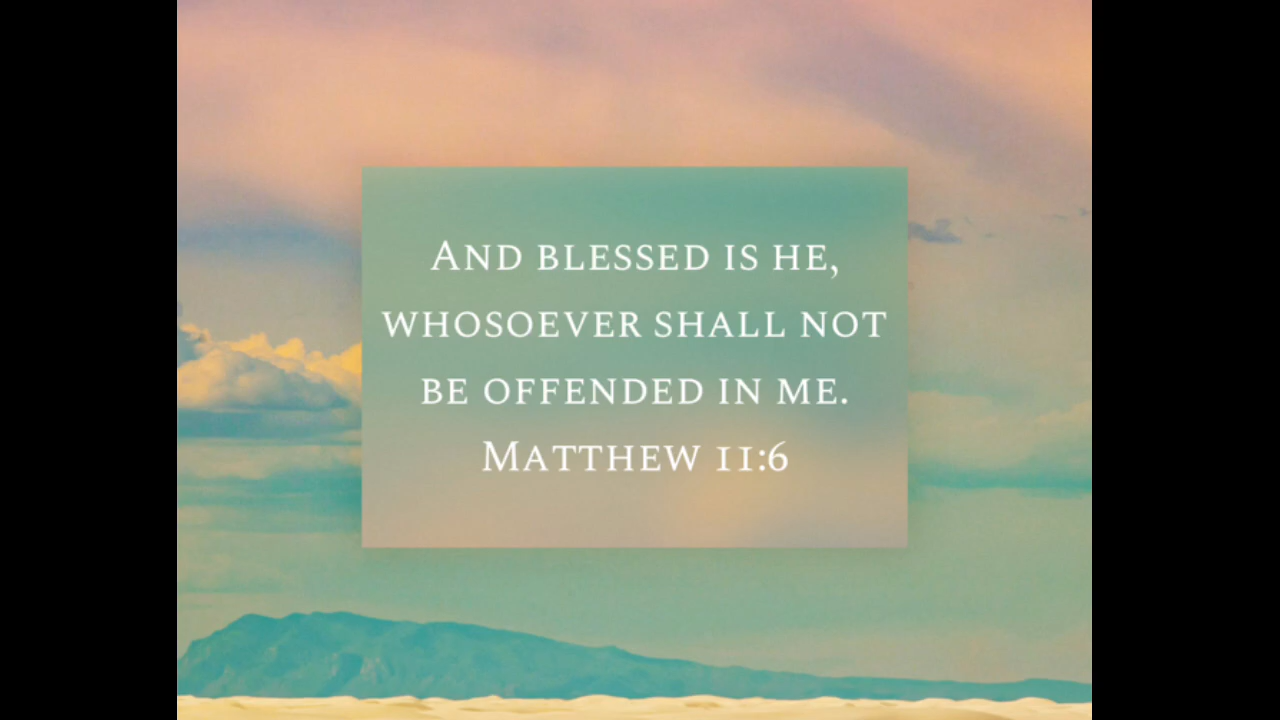 And blessed is he,
whosoever shall not
be offended in me.
Matthew 11:6